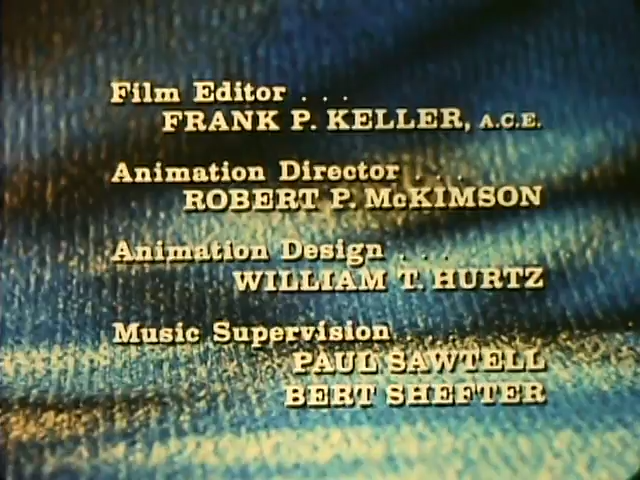 Film Editor . . .
FRANK P. KELLER, A.C.E.
Animation Director . . .
ROBERT P. McKIMSON
Animation Design . . .
WILLIAM T. HURTZ
Music Supervision . . .
PAUL SAWTELL
BERT SHEFTER